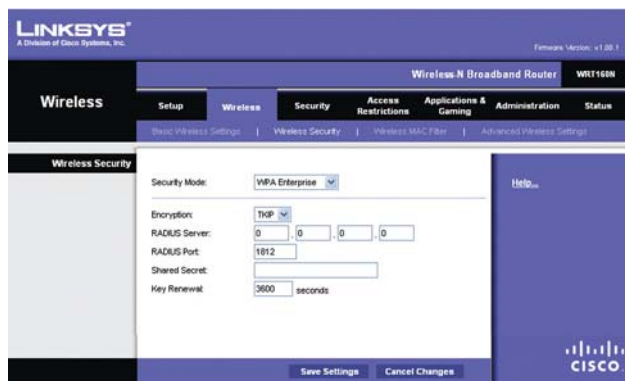 LINKSYS®
A Division of Cisco Systems, Inc.
Firmware Version: v1.00.1
Wireless-N Broadband Router WRT160N
Wireless
Setup Wireless Security Access Restrictions Applications & Gaming Administration Status
Basic Wireless Settings | Wireless Security | Wireless MAC Filter | Advanced Wireless Settings
Wireless Security
Security Mode: WPA Enterprise
Help...
Encryption: TKIP
RADIUS Server: 0 . 0 . 0 . 0
RADIUS Port: 1812
Shared Secret:
Key Renewal: 3600 seconds
Save Settings Cancel Changes
CISCO